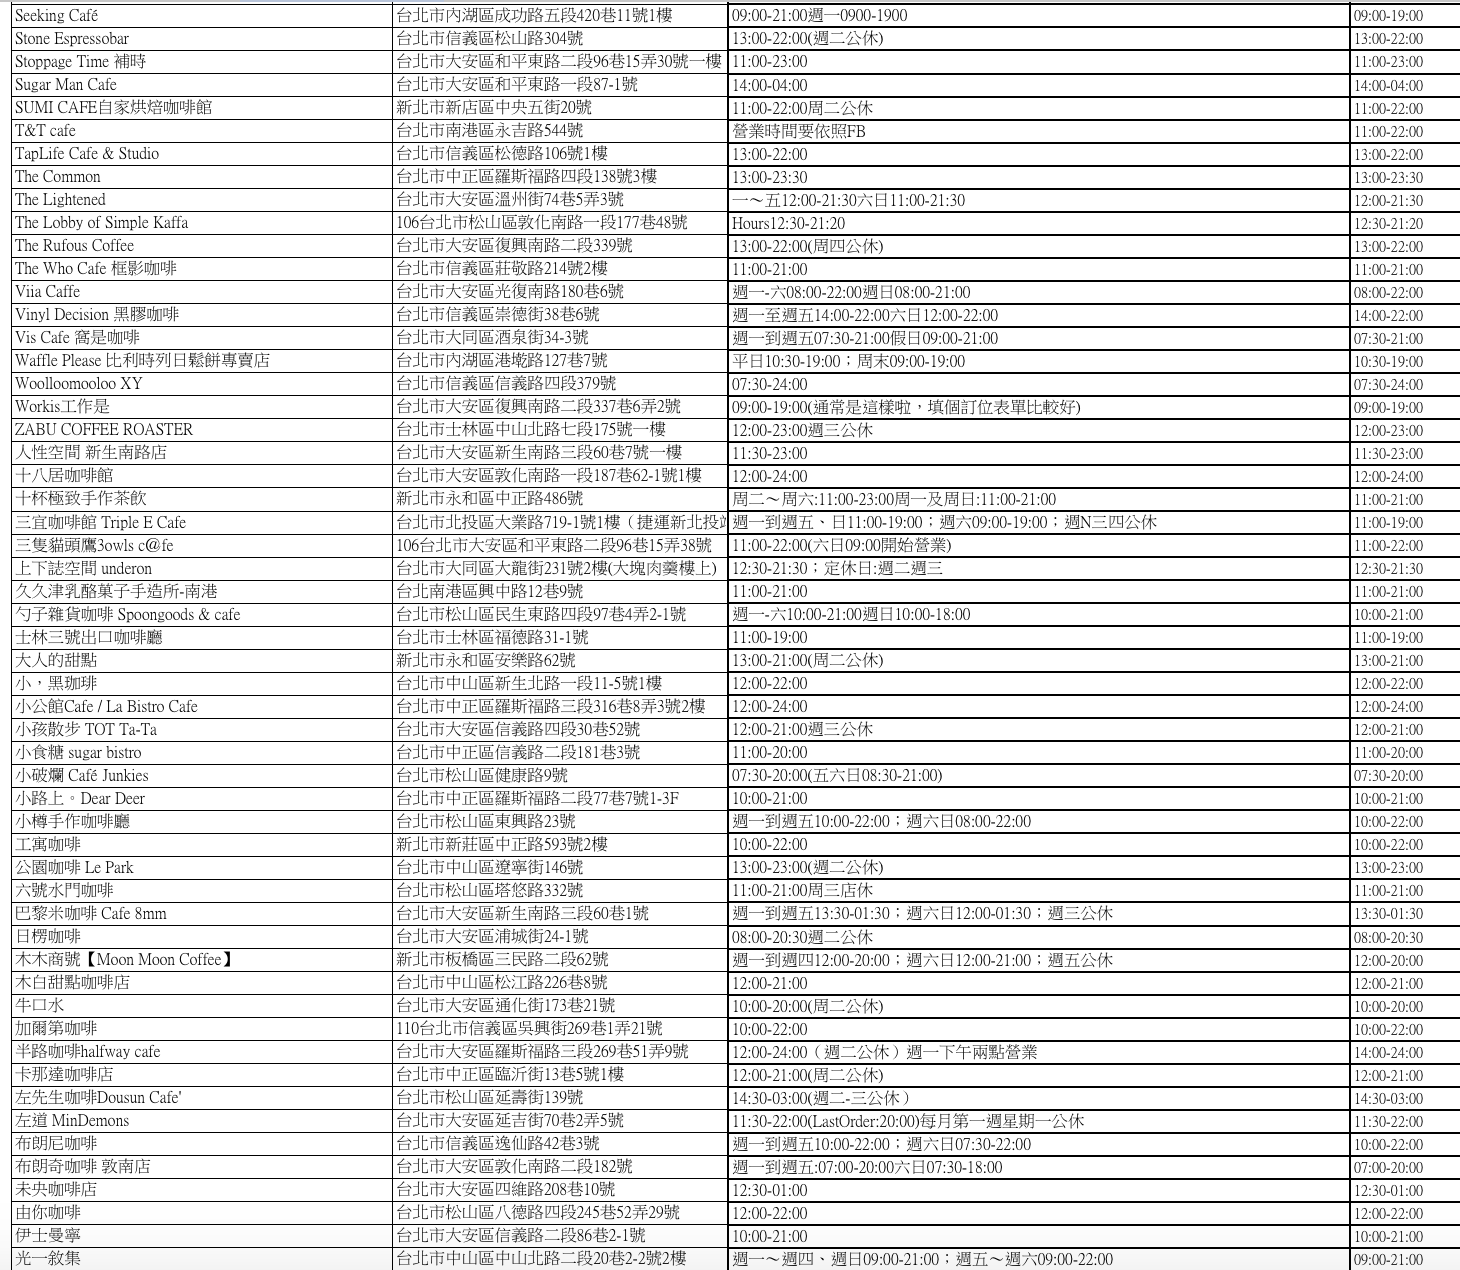 Seeking Café 台北市內湖區成功路五段420巷11號1樓 09:00-21:00週一0900-1900 09:00-19:00
Stone Espressobar 台北市信義區松山路304號 13:00-22:00(週二公休) 13:00-22:00
Stoppage Time 補時 台北市大安區和平東路二段96巷15弄30號一樓 11:00-23:00 11:00-23:00
Sugar Man Cafe 台北市大安區和平東路一段87-1號 14:00-04:00 14:00-04:00
SUMI CAFE自家烘焙咖啡館 新北市新店區中央五街20號 11:00-22:00周二公休 11:00-22:00
T&T cafe 台北市南港區永吉路544號 營業時間要依照FB 11:00-22:00
TapLife Cafe & Studio 台北市信義區松德路106號1樓 13:00-22:00 13:00-22:00
The Common 台北市中正區羅斯福路四段138號3樓 13:00-23:30 13:00-23:30
The Lightened 台北市大安區溫州街74巷5弄3號 一～五12:00-21:30六日11:00-21:30 12:00-21:30
The Lobby of Simple Kaffa 106台北市松山區敦化南路一段177巷48號 Hours12:30-21:20 12:30-21:20
The Rufous Coffee 台北市大安區復興南路二段339號 13:00-22:00(周四公休) 13:00-22:00
The Who Cafe 框影咖啡 台北市信義區莊敬路214號2樓 11:00-21:00 11:00-21:00
Viia Caffe 台北市大安區光復南路180巷6號 週一-六08:00-22:00週日08:00-21:00 08:00-22:00
Vinyl Decision 黑膠咖啡 台北市信義區崇德街38巷6號 週一至週五14:00-22:00六日12:00-22:00 14:00-22:00
Vis Cafe 窩是咖啡 台北市大同區酒泉街34-3號 週一到週五07:30-21:00假日09:00-21:00 07:30-21:00
Waffle Please 比利時列日鬆餅專賣店 台北市內湖區港墘路127巷7號 平日10:30-19:00；周末09:00-19:00 10:30-19:00
Woolloomooloo XY 台北市信義區信義路四段379號 07:30-24:00 07:30-24:00
Workis工作是 台北市大安區復興南路二段337巷6弄2號 09:00-19:00(通常是這樣啦，填個訂位表單比較好) 09:00-19:00
ZABU COFFEE ROASTER 台北市士林區中山北路七段175號一樓 12:00-23:00週三公休 12:00-23:00
人性空間 新生南路店 台北市大安區新生南路三段60巷7號一樓 11:30-23:00 11:30-23:00
十八居咖啡館 台北市大安區敦化南路一段187巷62-1號1樓 12:00-24:00 12:00-24:00
十杯極致手作茶飲 新北市永和區中正路486號 周二～周六:11:00-23:00周一及周日:11:00-21:00 11:00-21:00
三宜咖啡館 Triple E Cafe 台北市北投區大業路719-1號1樓（捷運新北投 週一到週五、日11:00-19:00；週六09:00-19:00；週N三四公休 11:00-19:00
三隻貓頭鷹3owls c@fe 106台北市大安區和平東路二段96巷15弄38號 11:00-22:00(六日09:00開始營業) 11:00-22:00
上下誌空間 underon 台北市大同區大龍街231號2樓(大塊肉羹樓上) 12:30-21:30；定休日:週二週三 12:30-21:30
久久津乳酪菓子手造所-南港 台北南港區興中路12巷9號 11:00-21:00 11:00-21:00
勺子雜貨咖啡 Spoongoods & cafe 台北市松山區民生東路四段97巷4弄2-1號 週一-六10:00-21:00週日10:00-18:00 10:00-21:00
士林三號出口咖啡廳 台北市士林區福德路31-1號 11:00-19:00 11:00-19:00
大人的甜點 新北市永和區安樂路62號 13:00-21:00(周二公休) 13:00-21:00
小，黑珈琲 台北市中山區新生北路一段11-5號1樓 12:00-22:00 12:00-22:00
小公館Cafe / La Bistro Cafe 台北市中正區羅斯福路三段316巷8弄3號2樓 12:00-24:00 12:00-24:00
小孩散步 TOT Ta-Ta 台北市大安區信義路四段30巷52號 12:00-21:00週三公休 12:00-21:00
小食糖 sugar bistro 台北市中正區信義路二段181巷3號 11:00-20:00 11:00-20:00
小破爛 Café Junkies 台北市松山區健康路9號 07:30-20:00(五六日08:30-21:00) 07:30-20:00
小路上。Dear Deer 台北市中正區羅斯福路二段77巷7號1-3F 10:00-21:00 10:00-21:00
小樽手作咖啡廳 台北市松山區東興路23號 週一到週五10:00-22:00；週六日08:00-22:00 10:00-22:00
工寓咖啡 新北市新莊區中正路593號2樓 10:00-22:00 10:00-22:00
公園咖啡 Le Park 台北市中山區遼寧街146號 13:00-23:00(週二公休) 13:00-23:00
六號水門咖啡 台北市松山區塔悠路332號 11:00-21:00周三店休 11:00-21:00
巴黎米咖啡 Cafe 8mm 台北市大安區新生南路三段60巷1號 週一到週五13:30-01:30；週六日12:00-01:30；週三公休 13:30-01:30
日楞咖啡 台北市大安區浦城街24-1號 08:00-20:30週二公休 08:00-20:30
木木商號【Moon Moon Coffee】 新北市板橋區三民路二段62號 週一到週四12:00-20:00；週六日12:00-21:00；週五公休 12:00-20:00
木白甜點咖啡店 台北市中山區松江路226巷8號 12:00-21:00 12:00-21:00
牛口水 台北市大安區通化街173巷21號 10:00-20:00(周二公休) 10:00-20:00
加爾第咖啡 110台北市信義區吳興街269巷1弄21號 10:00-22:00 10:00-22:00
半路咖啡halfway cafe 台北市大安區羅斯福路三段269巷51弄9號 12:00-24:00（週二公休）週一下午兩點營業 14:00-24:00
卡那達咖啡店 台北市中正區臨沂街13巷5號1樓 12:00-21:00(周二公休) 12:00-21:00
左先生咖啡Dousun Cafe' 台北市松山區延壽街139號 14:30-03:00(週二-三公休） 14:30-03:00
左道 MinDemons 台北市大安區延吉街70巷2弄5號 11:30-22:00(LastOrder:20:00)每月第一週星期一公休 11:30-22:00
布朗尼咖啡 台北市信義區逸仙路42巷3號 週一到週五10:00-22:00；週六日07:30-22:00 10:00-22:00
布朗奇咖啡 敦南店 台北市大安區敦化南路二段182號 週一到週五:07:00-20:00六日07:30-18:00 07:00-20:00
未央咖啡店 台北市大安區四維路208巷10號 12:30-01:00 12:30-01:00
由你咖啡 台北市松山區八德路四段245巷52弄29號 12:00-22:00 12:00-22:00
伊士曼寧 台北市大安區信義路二段86巷2-1號 10:00-21:00 10:00-21:00
光一敘集 台北市中山區中山北路二段20巷2-2號2樓 週一～週四、週日09:00-21:00；週五～週六09:00-22:00 09:00-21:00